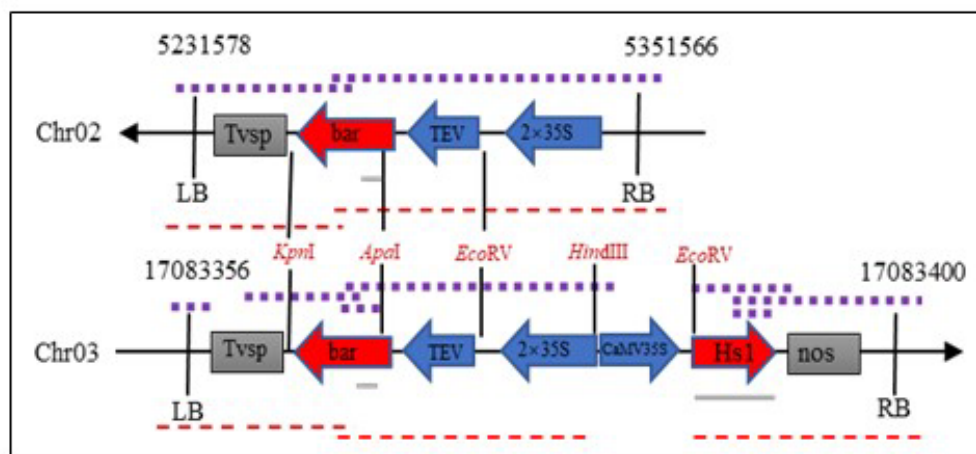 5231578 5351566
Chr02 Tvsp bar TEV 2×35S
LB RB
KpnI ApaI EcoRV HindIII EcoRV
17083356 17083400
Chr03 Tvsp bar TEV 2×35S CaMV35S Hs1 nos
LB RB